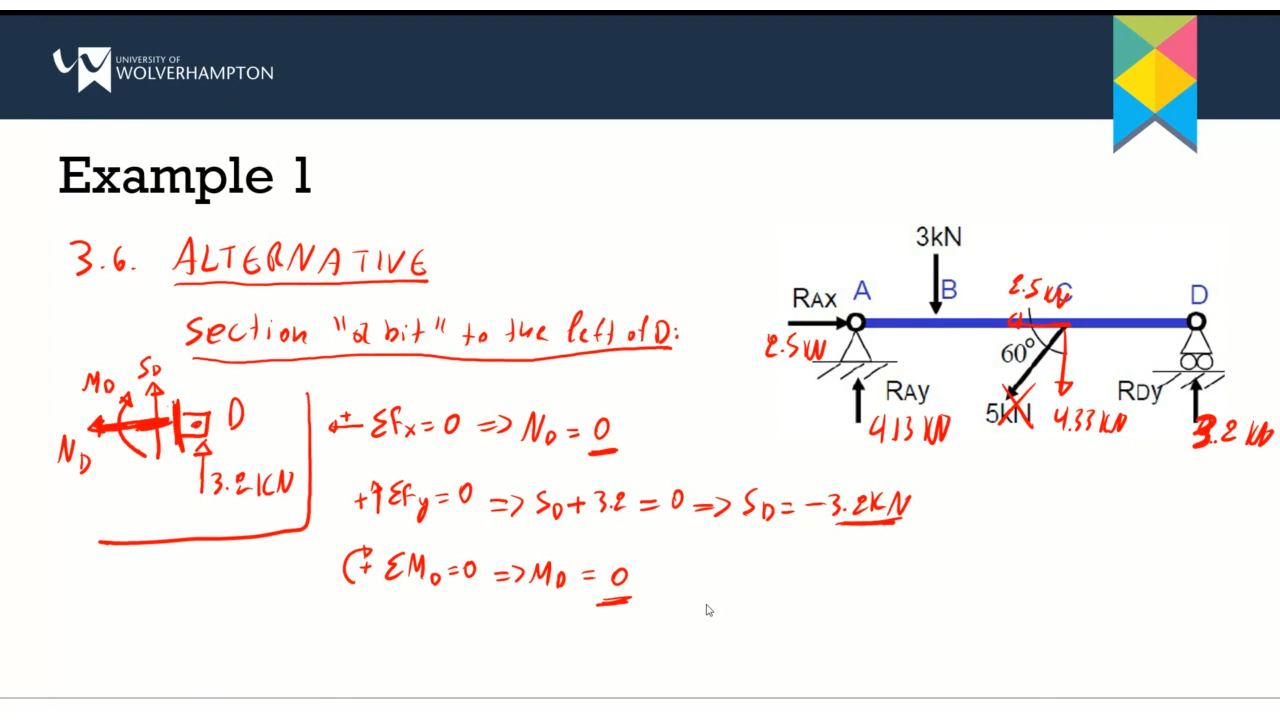 UNIVERSITY OF
WOLVERHAMPTON
Example 1
3.6. ALTERNATIVE
section "a bit" to the left of D:
MD SD
ND
D
3.2KN
+ ΣFx=0 => ND = 0
+↑ΣFy=0 => SD+3.2 = 0 => SD = -3.2KN
+ ΣMD=0 => MD = 0
3kN
RAX A B 2.5KN C D
2.5KN
60°
RAy
4.13 KN
5kN
4.33KN
RDy
3.2 KN